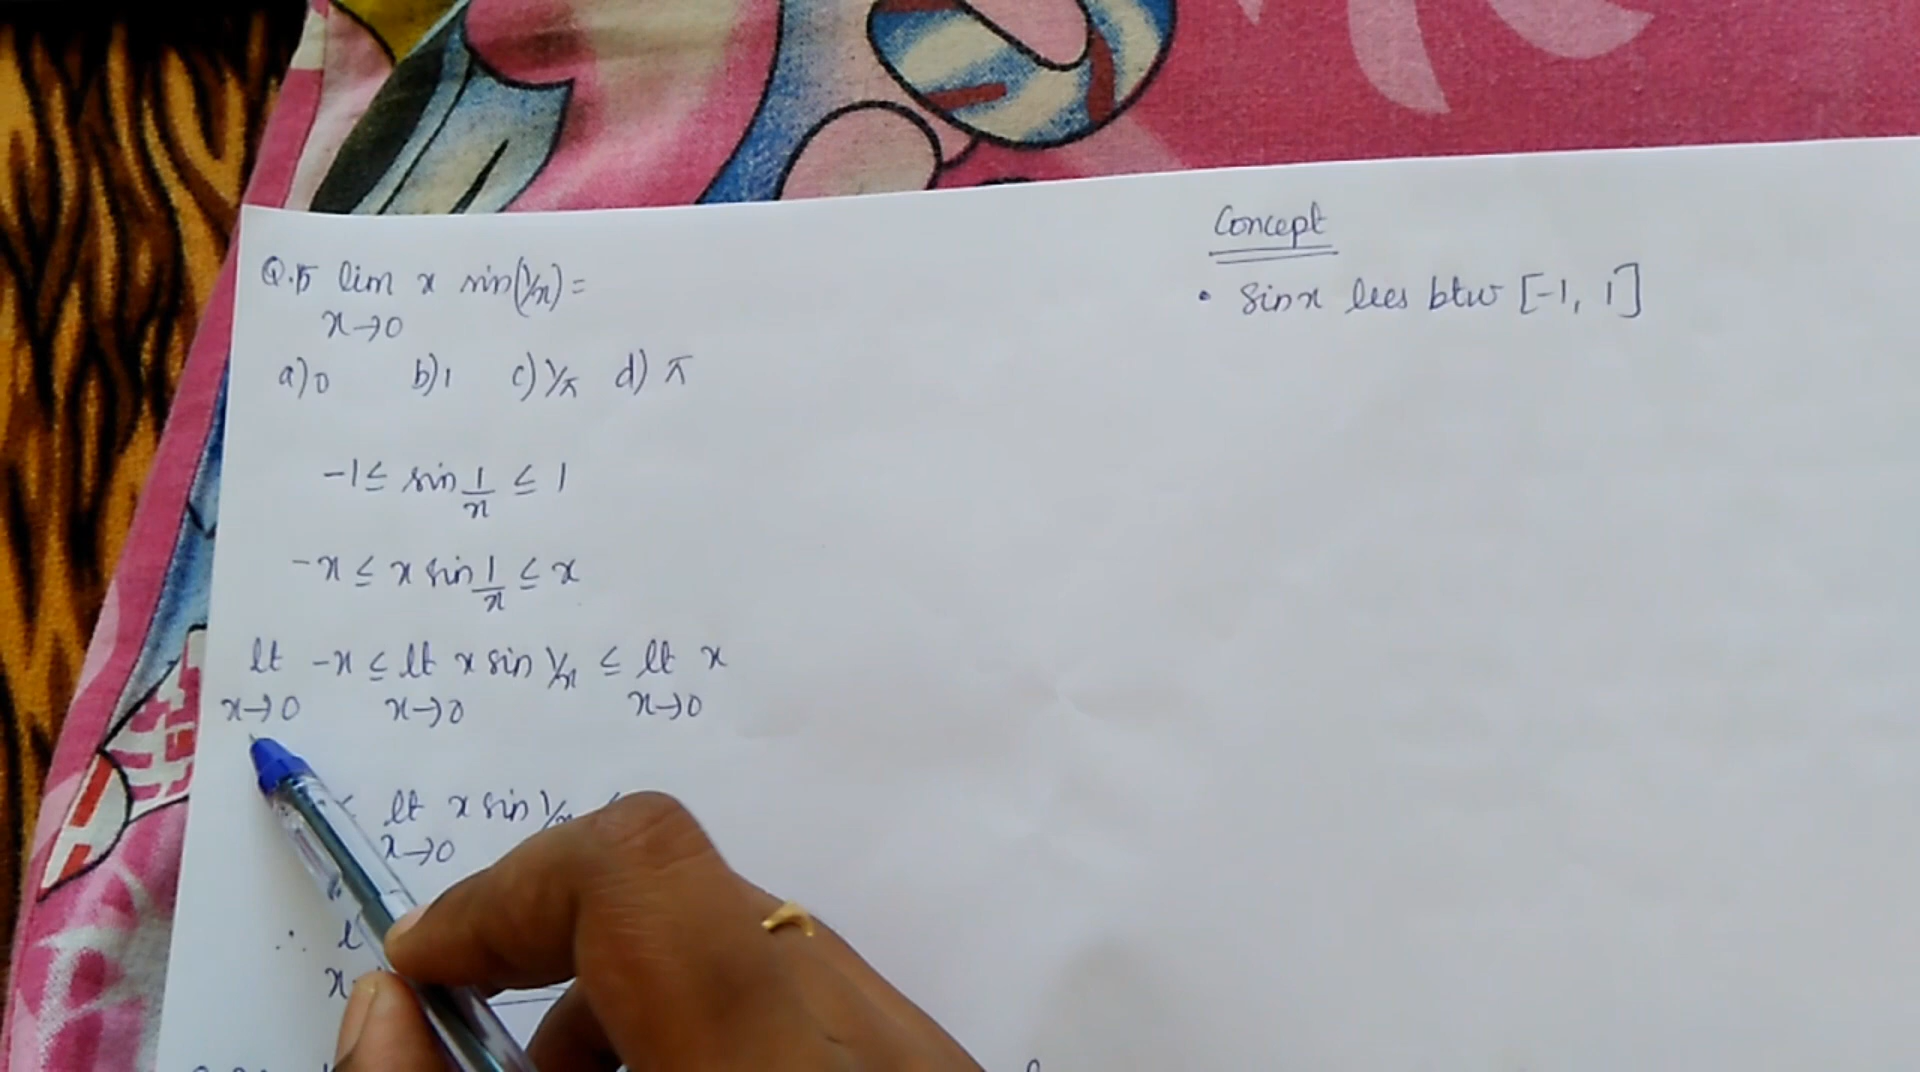 Q.15 lim x sin(1/x) =
x→0
a) 0 b) 1 c) 1/π d) π
-1 ≤ sin 1/x ≤ 1
-x ≤ x sin 1/x ≤ x
lt -x ≤ lt x sin 1/x ≤ lt x
x→0 x→0 x→0
≤ lt x sin 1/x ≤
x→0
∴
Concept
• Sinx lies btw [-1, 1]